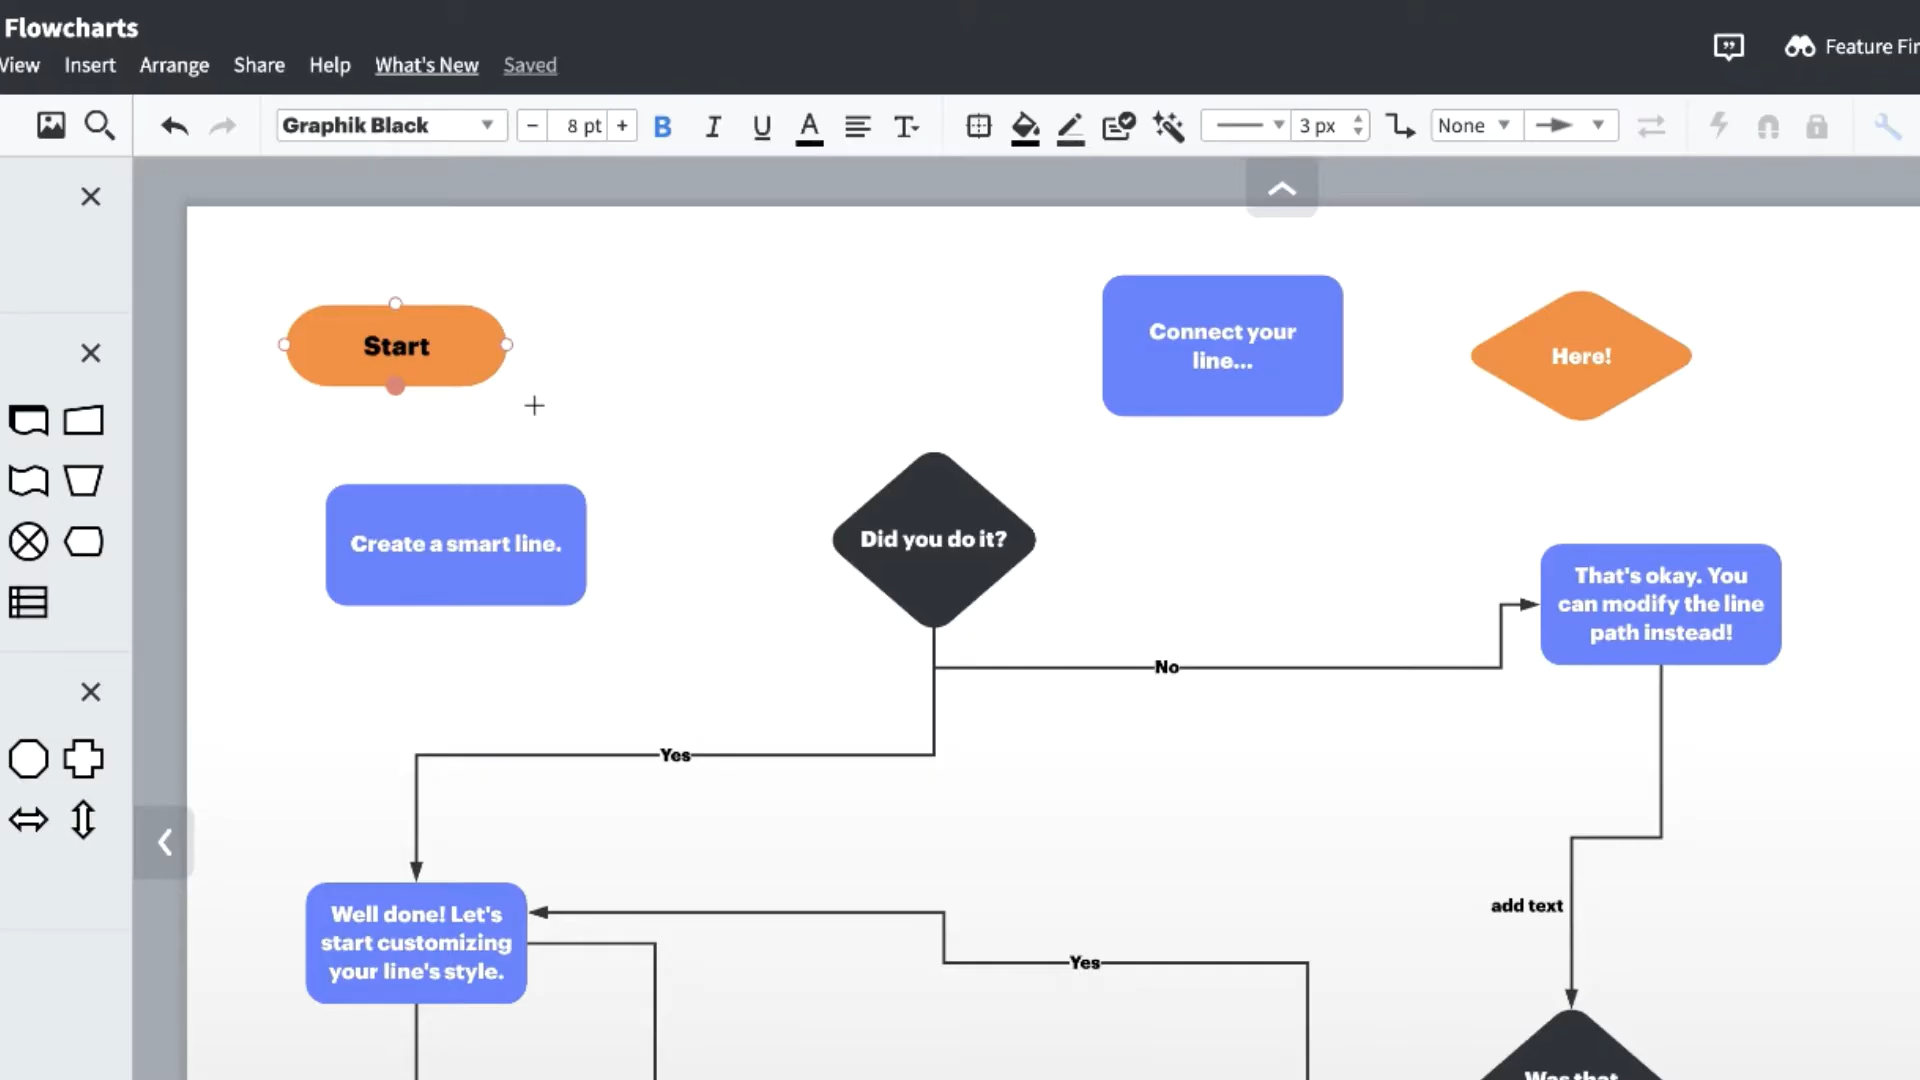 Flowcharts
View Insert Arrange Share Help What's New Saved
Feature Fin
Graphik Black
− 8 pt +
B I U A T
3 px
None
Start
Connect your
line...
Here!
Create a smart line.
Did you do it?
That's okay. You
can modify the line
path instead!
No
Yes
add text
Well done! Let's
start customizing
your line's style.
Yes
Was that